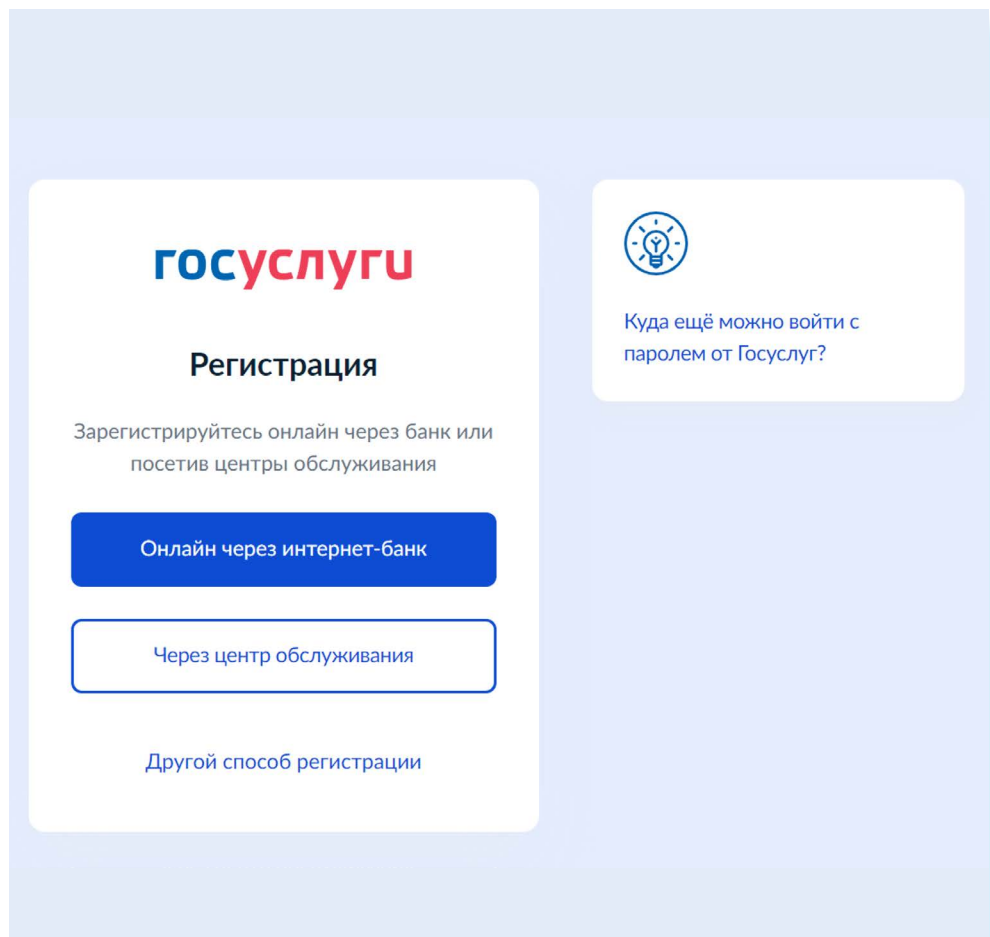 госуслуги
Регистрация
Зарегистрируйтесь онлайн через банк или
посетив центры обслуживания
Онлайн через интернет-банк
Через центр обслуживания
Другой способ регистрации
Куда ещё можно войти с
паролем от Госуслуг?